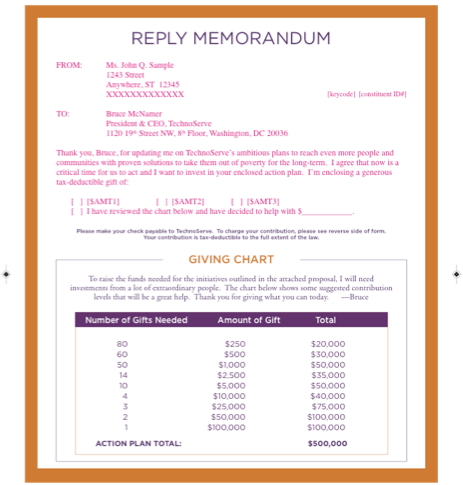 REPLY MEMORANDUM
FROM: Ms. John Q. Sample
1243 Street
Anywhere, ST 12345
XXXXXXXXXXXXX [keycode] [constituent ID#]
TO: Bruce McNamer
President & CEO, TechnoServe
1120 19th Street NW, 8th Floor, Washington, DC 20036
Thank you, Bruce, for updating me on TechnoServe's ambitious plans to reach even more people and
communities with proven solutions to take them out of poverty for the long-term. I agree that now is a
critical time for us to act and I want to invest in your enclosed action plan. I'm enclosing a generous
tax-deductible gift of:
[ ] [$AMT1] [ ] [$AMT2] [ ] [$AMT3]
[ ] I have reviewed the chart below and have decided to help with $____________.
Please make your check payable to TechnoServe. To charge your contribution, please see reverse side of form.
Your contribution is tax-deductible to the full extent of the law.
GIVING CHART
To raise the funds needed for the initiatives outlined in the attached proposal, I will need
investments from a lot of extraordinary people. The chart below shows some suggested contribution
levels that will be a great help. Thank you for giving what you can today. —Bruce
Number of Gifts Needed Amount of Gift Total
80 $250 $20,000
60 $500 $30,000
50 $1,000 $50,000
14 $2,500 $35,000
10 $5,000 $50,000
4 $10,000 $40,000
3 $25,000 $75,000
2 $50,000 $100,000
1 $100,000 $100,000
ACTION PLAN TOTAL: $500,000